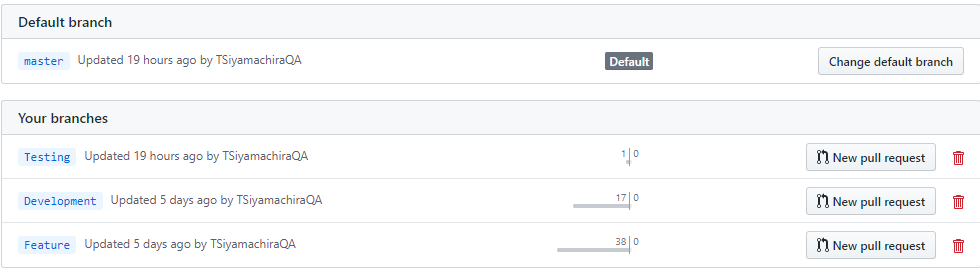 Default branch
master Updated 19 hours ago by TSiyamachiraQA Default Change default branch
Your branches
Testing Updated 19 hours ago by TSiyamachiraQA 1 0 New pull request
Development Updated 5 days ago by TSiyamachiraQA 17 0 New pull request
Feature Updated 5 days ago by TSiyamachiraQA 38 0 New pull request